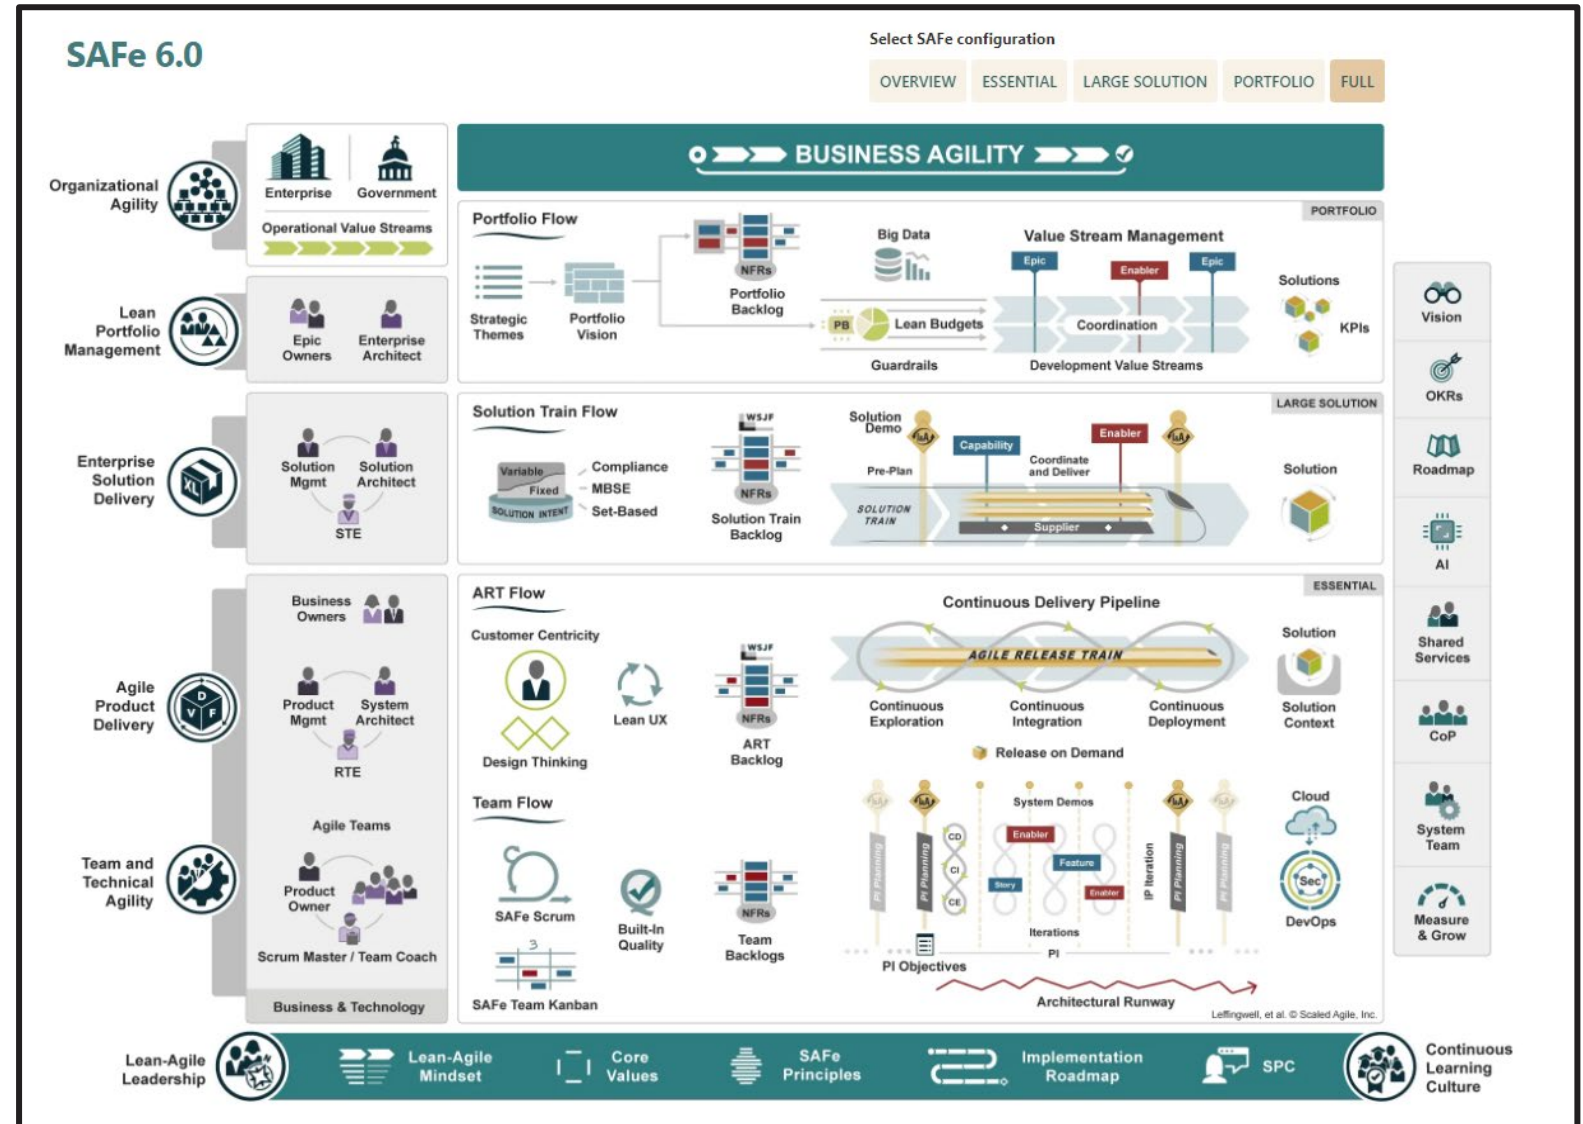 SAFe 6.0
Select SAFe configuration
OVERVIEW
ESSENTIAL
LARGE SOLUTION
PORTFOLIO
FULL
Organizational
Agility
Enterprise
Government
Operational Value Streams
BUSINESS AGILITY
Lean
Portfolio
Management
Epic
Owners
Enterprise
Architect
PORTFOLIO
Portfolio Flow
Strategic
Themes
Portfolio
Vision
NFRs
Portfolio
Backlog
Big Data
PB
Lean Budgets
Guardrails
Value Stream Management
Epic
Enabler
Epic
Coordination
Development Value Streams
Solutions
KPIs
Enterprise
Solution
Delivery
XL
Solution
Mgmt
Solution
Architect
STE
LARGE SOLUTION
Solution Train Flow
Variable
Fixed
SOLUTION INTENT
Compliance
MBSE
Set-Based
WSJF
NFRs
Solution Train
Backlog
Solution
Demo
I&A
Pre-Plan
Capability
Coordinate
and Deliver
Enabler
I&A
SOLUTION
TRAIN
Supplier
Solution
Agile
Product
Delivery
D
V F
Business
Owners
Product
Mgmt
System
Architect
RTE
ESSENTIAL
ART Flow
Customer Centricity
Lean UX
Design Thinking
WSJF
NFRs
ART
Backlog
Continuous Delivery Pipeline
AGILE RELEASE TRAIN
Continuous
Exploration
Continuous
Integration
Continuous
Deployment
Release on Demand
Solution
Solution
Context
Team and
Technical
Agility
Agile Teams
Product
Owner
Scrum Master / Team Coach
Business & Technology
Team Flow
SAFe Scrum
Built-In
Quality
3
SAFe Team Kanban
NFRs
Team
Backlogs
I&A
I&A
System Demos
I&A
I&A
PI Planning
PI Planning
CD
CI
CE
Enabler
Story
Feature
Enabler
IP Iteration
PI Planning
PI Planning
Iterations
PI
PI Objectives
Architectural Runway
Cloud
Sec
DevOps
Leffingwell, et al. © Scaled Agile, Inc.
Vision
OKRs
Roadmap
AI
Shared
Services
CoP
System
Team
Measure
& Grow
Lean-Agile
Leadership
Lean-Agile
Mindset
Core
Values
SAFe
Principles
Implementation
Roadmap
SPC
Continuous
Learning
Culture